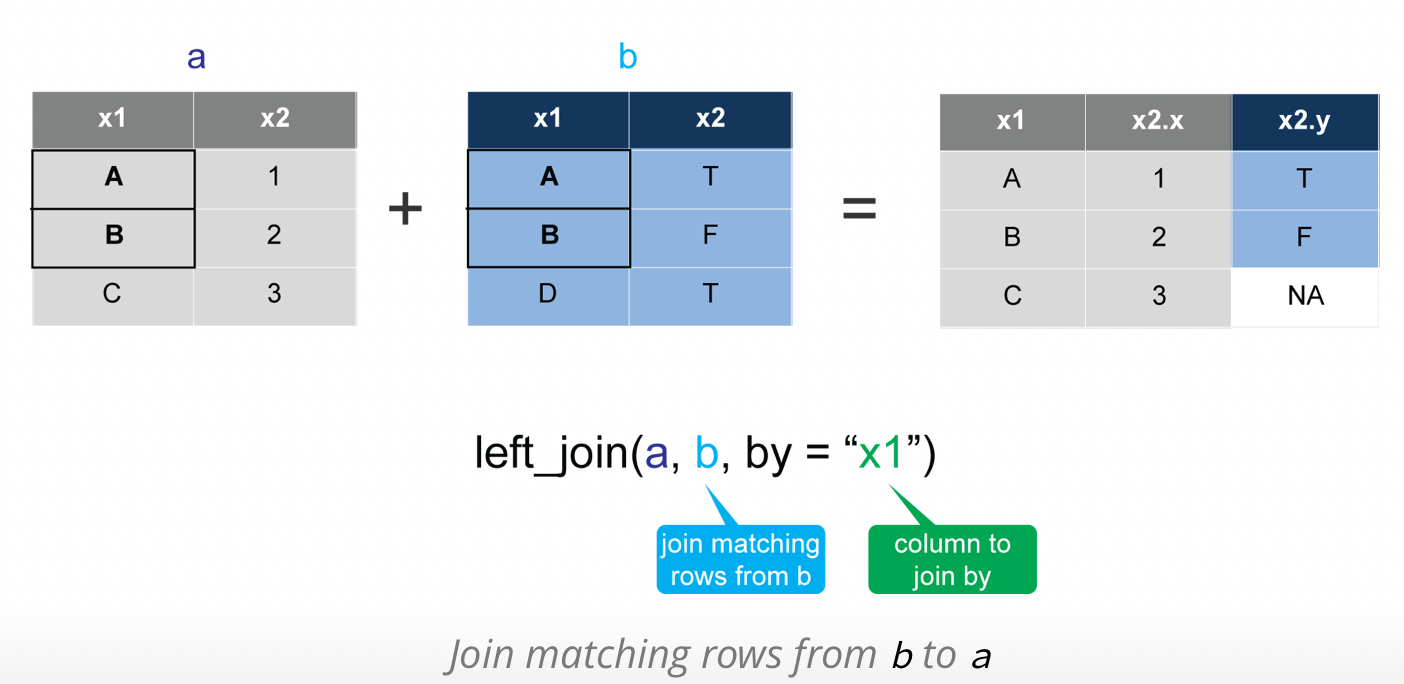 a
b
x1 x2
A 1
B 2
C 3
+
x1 x2
A T
B F
D T
=
x1 x2.x x2.y
A 1 T
B 2 F
C 3 NA
left_join(a, b, by = “x1”)
join matching
rows from b
column to
join by
Join matching rows from b to a